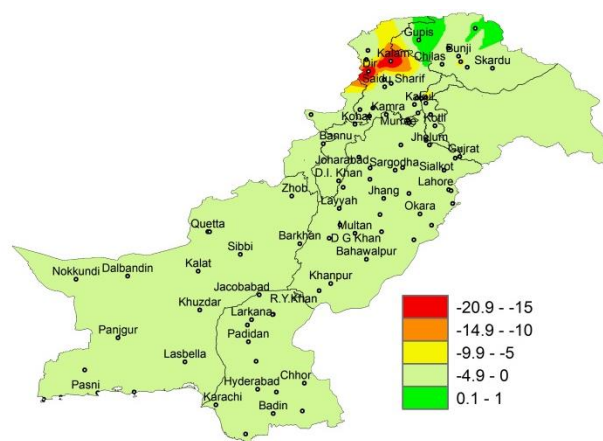 Gupis
Kalam
Bunji
Dir
Chilas
Skardu
Saidu Sharif
Kakul
Kamra
Kohat
Murree
Kotli
Bannu
Jhelum
Gujrat
Joharabad
Sargodha
Sialkot
D.I. Khan
Zhob
Jhang
Lahore
Layyah
Okara
Quetta
Multan
Barkhan
D G Khan
Sibbi
Bahawalpur
Kalat
Dalbandin
Nokkundi
Khanpur
Jacobabad
R.Y.Khan
Khuzdar
Larkana
Padidan
Panjgur
Lasbella
Pasni
Hyderabad
Chhor
Karachi
Badin
-20.9 - -15
-14.9 - -10
-9.9 - -5
-4.9 - 0
0.1 - 1